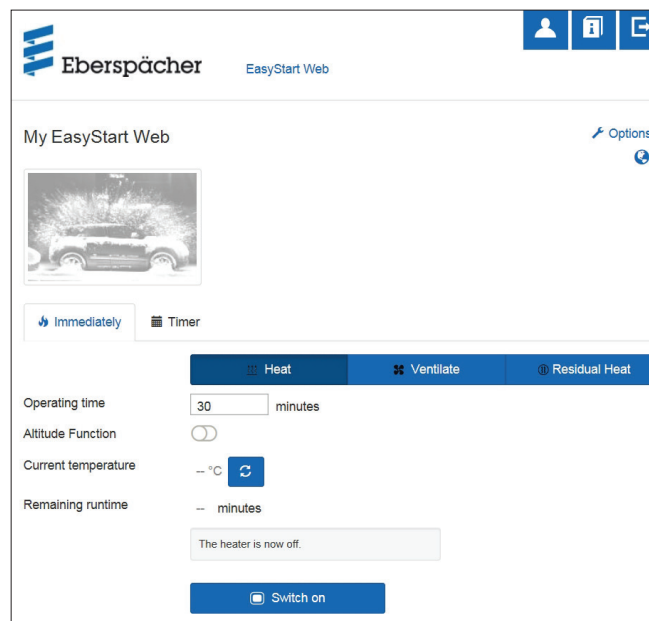 Eberspächer
EasyStart Web
My EasyStart Web
Options
Immediately
Timer
Heat
Ventilate
Residual Heat
Operating time
30 minutes
Altitude Function
Current temperature
-- °C
Remaining runtime
-- minutes
The heater is now off.
Switch on